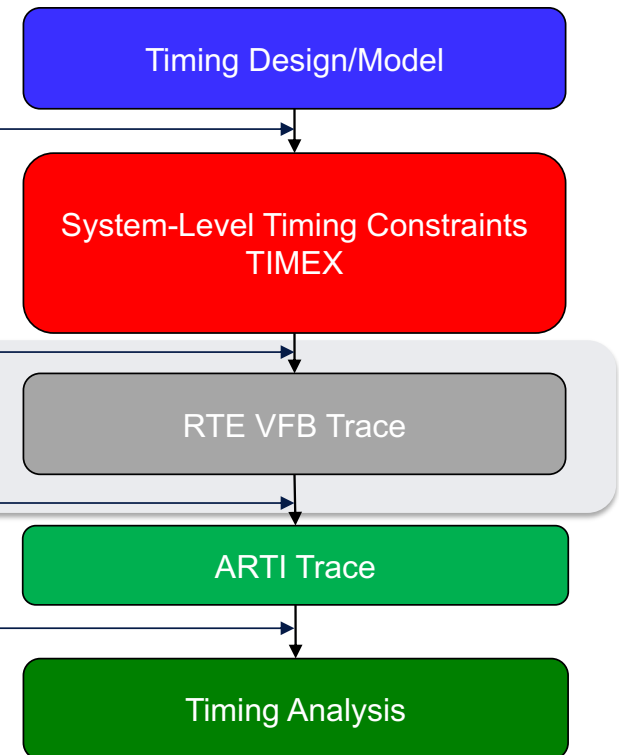 Timing Design/Model
System-Level Timing Constraints
TIMEX
RTE VFB Trace
ARTI Trace
Timing Analysis